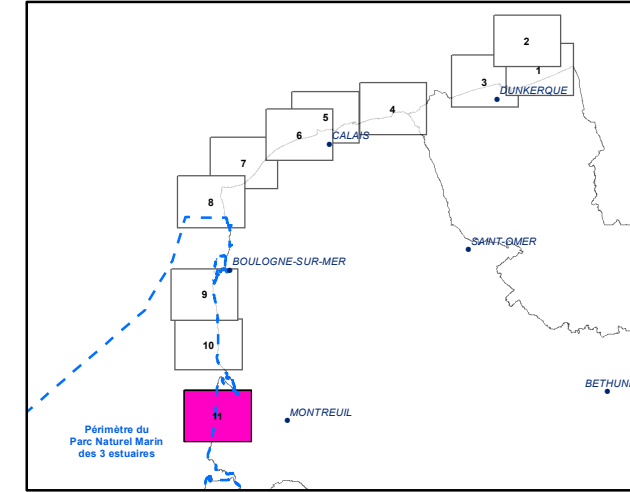 2
1
3
DUNKERQUE
4
5
6
CALAIS
7
8
SAINT-OMER
BOULOGNE-SUR-MER
9
10
BETHUN
11
MONTREUIL
Périmètre du
Parc Naturel Marin
des 3 estuaires